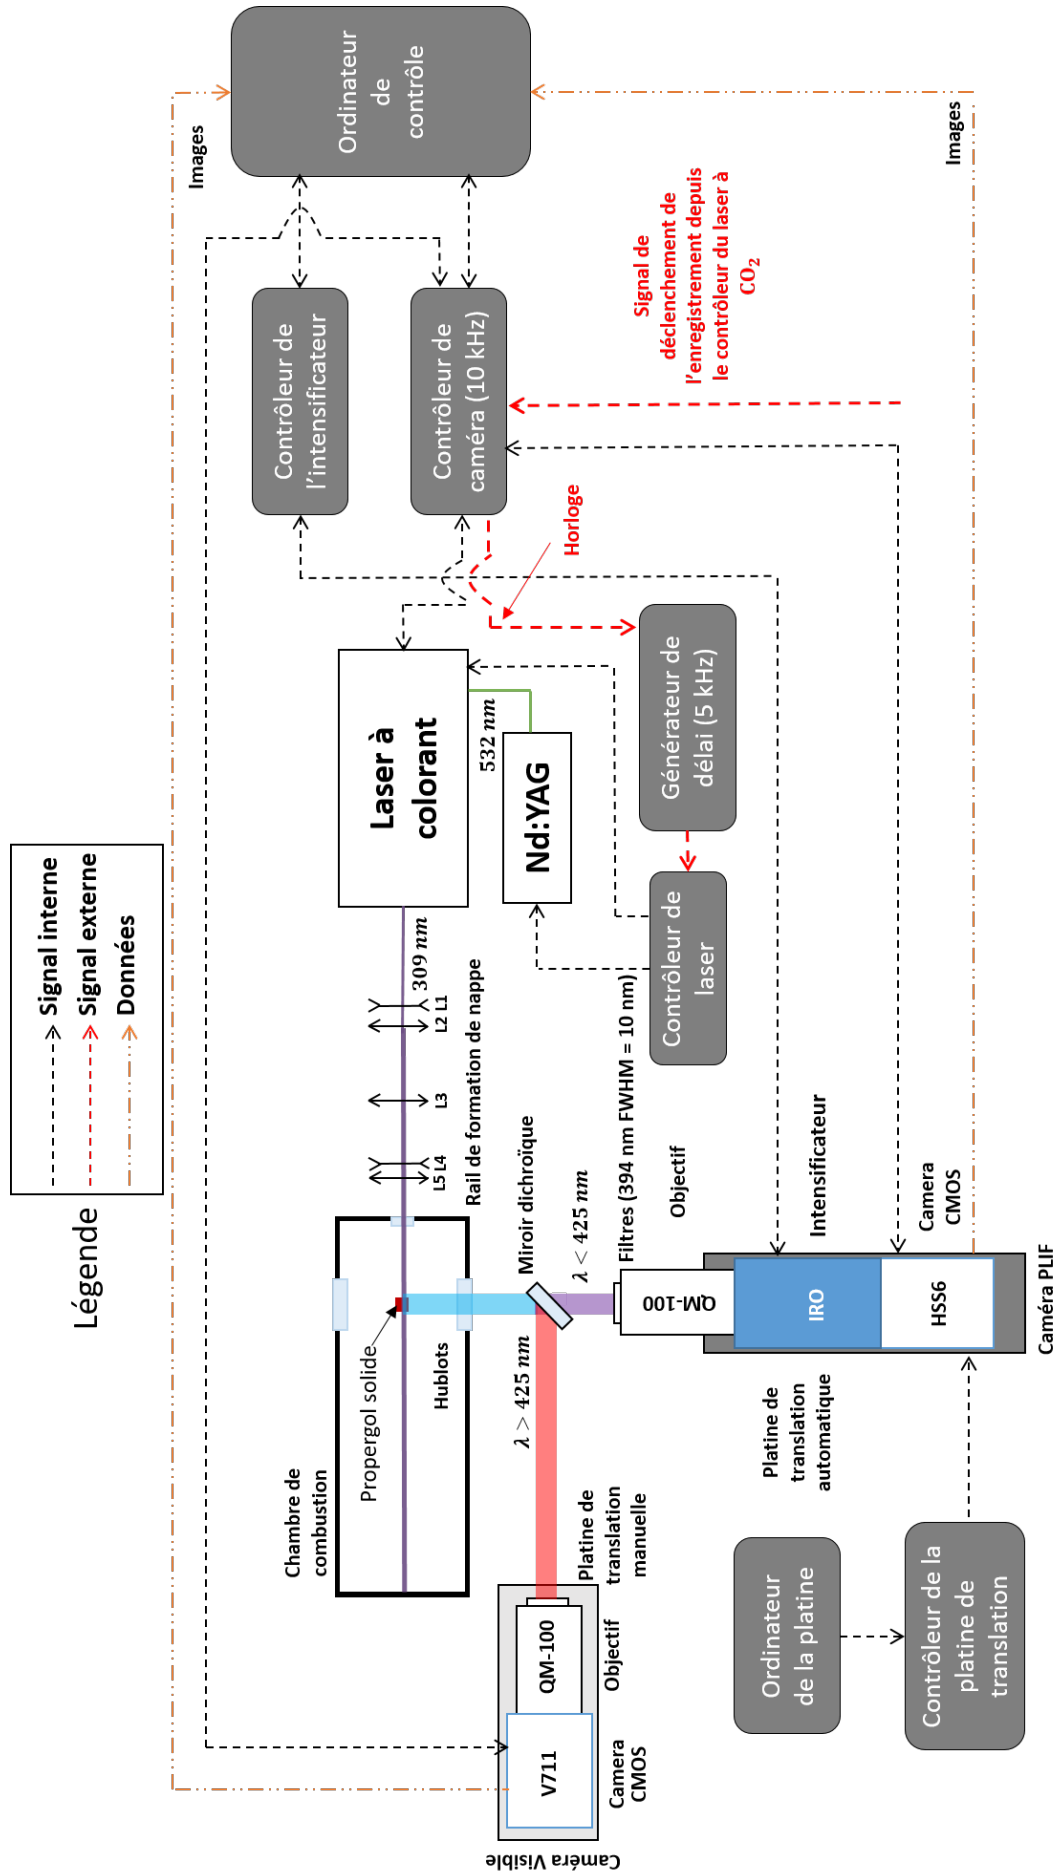 Légende
Signal interne
Signal externe
Données
Caméra Visible
V711
Camera
CMOS
QM-100
Objectif
Platine de
translation
manuelle
Chambre de
combustion
Propergol solide
Hublots
λ > 425 nm
Miroir dichroïque
λ < 425 nm
Filtres (394 nm FWHM = 10 nm)
QM-100
Objectif
IRO
Intensificateur
HSS6
Camera
CMOS
Caméra PLIF
Platine de
translation
automatique
Ordinateur
de la platine
Contrôleur de la
platine de
translation
L5 L4
L3
L2 L1
Rail de formation de nappe
309 nm
Laser à
colorant
532 nm
Nd:YAG
Contrôleur de
laser
Générateur de
délai (5 kHz)
Horloge
Contrôleur de
l'intensificateur
Contrôleur de
caméra (10 kHz)
Signal de
déclenchement de
l'enregistrement depuis
le contrôleur du laser à
CO₂
Images
Images
Ordinateur
de
contrôle